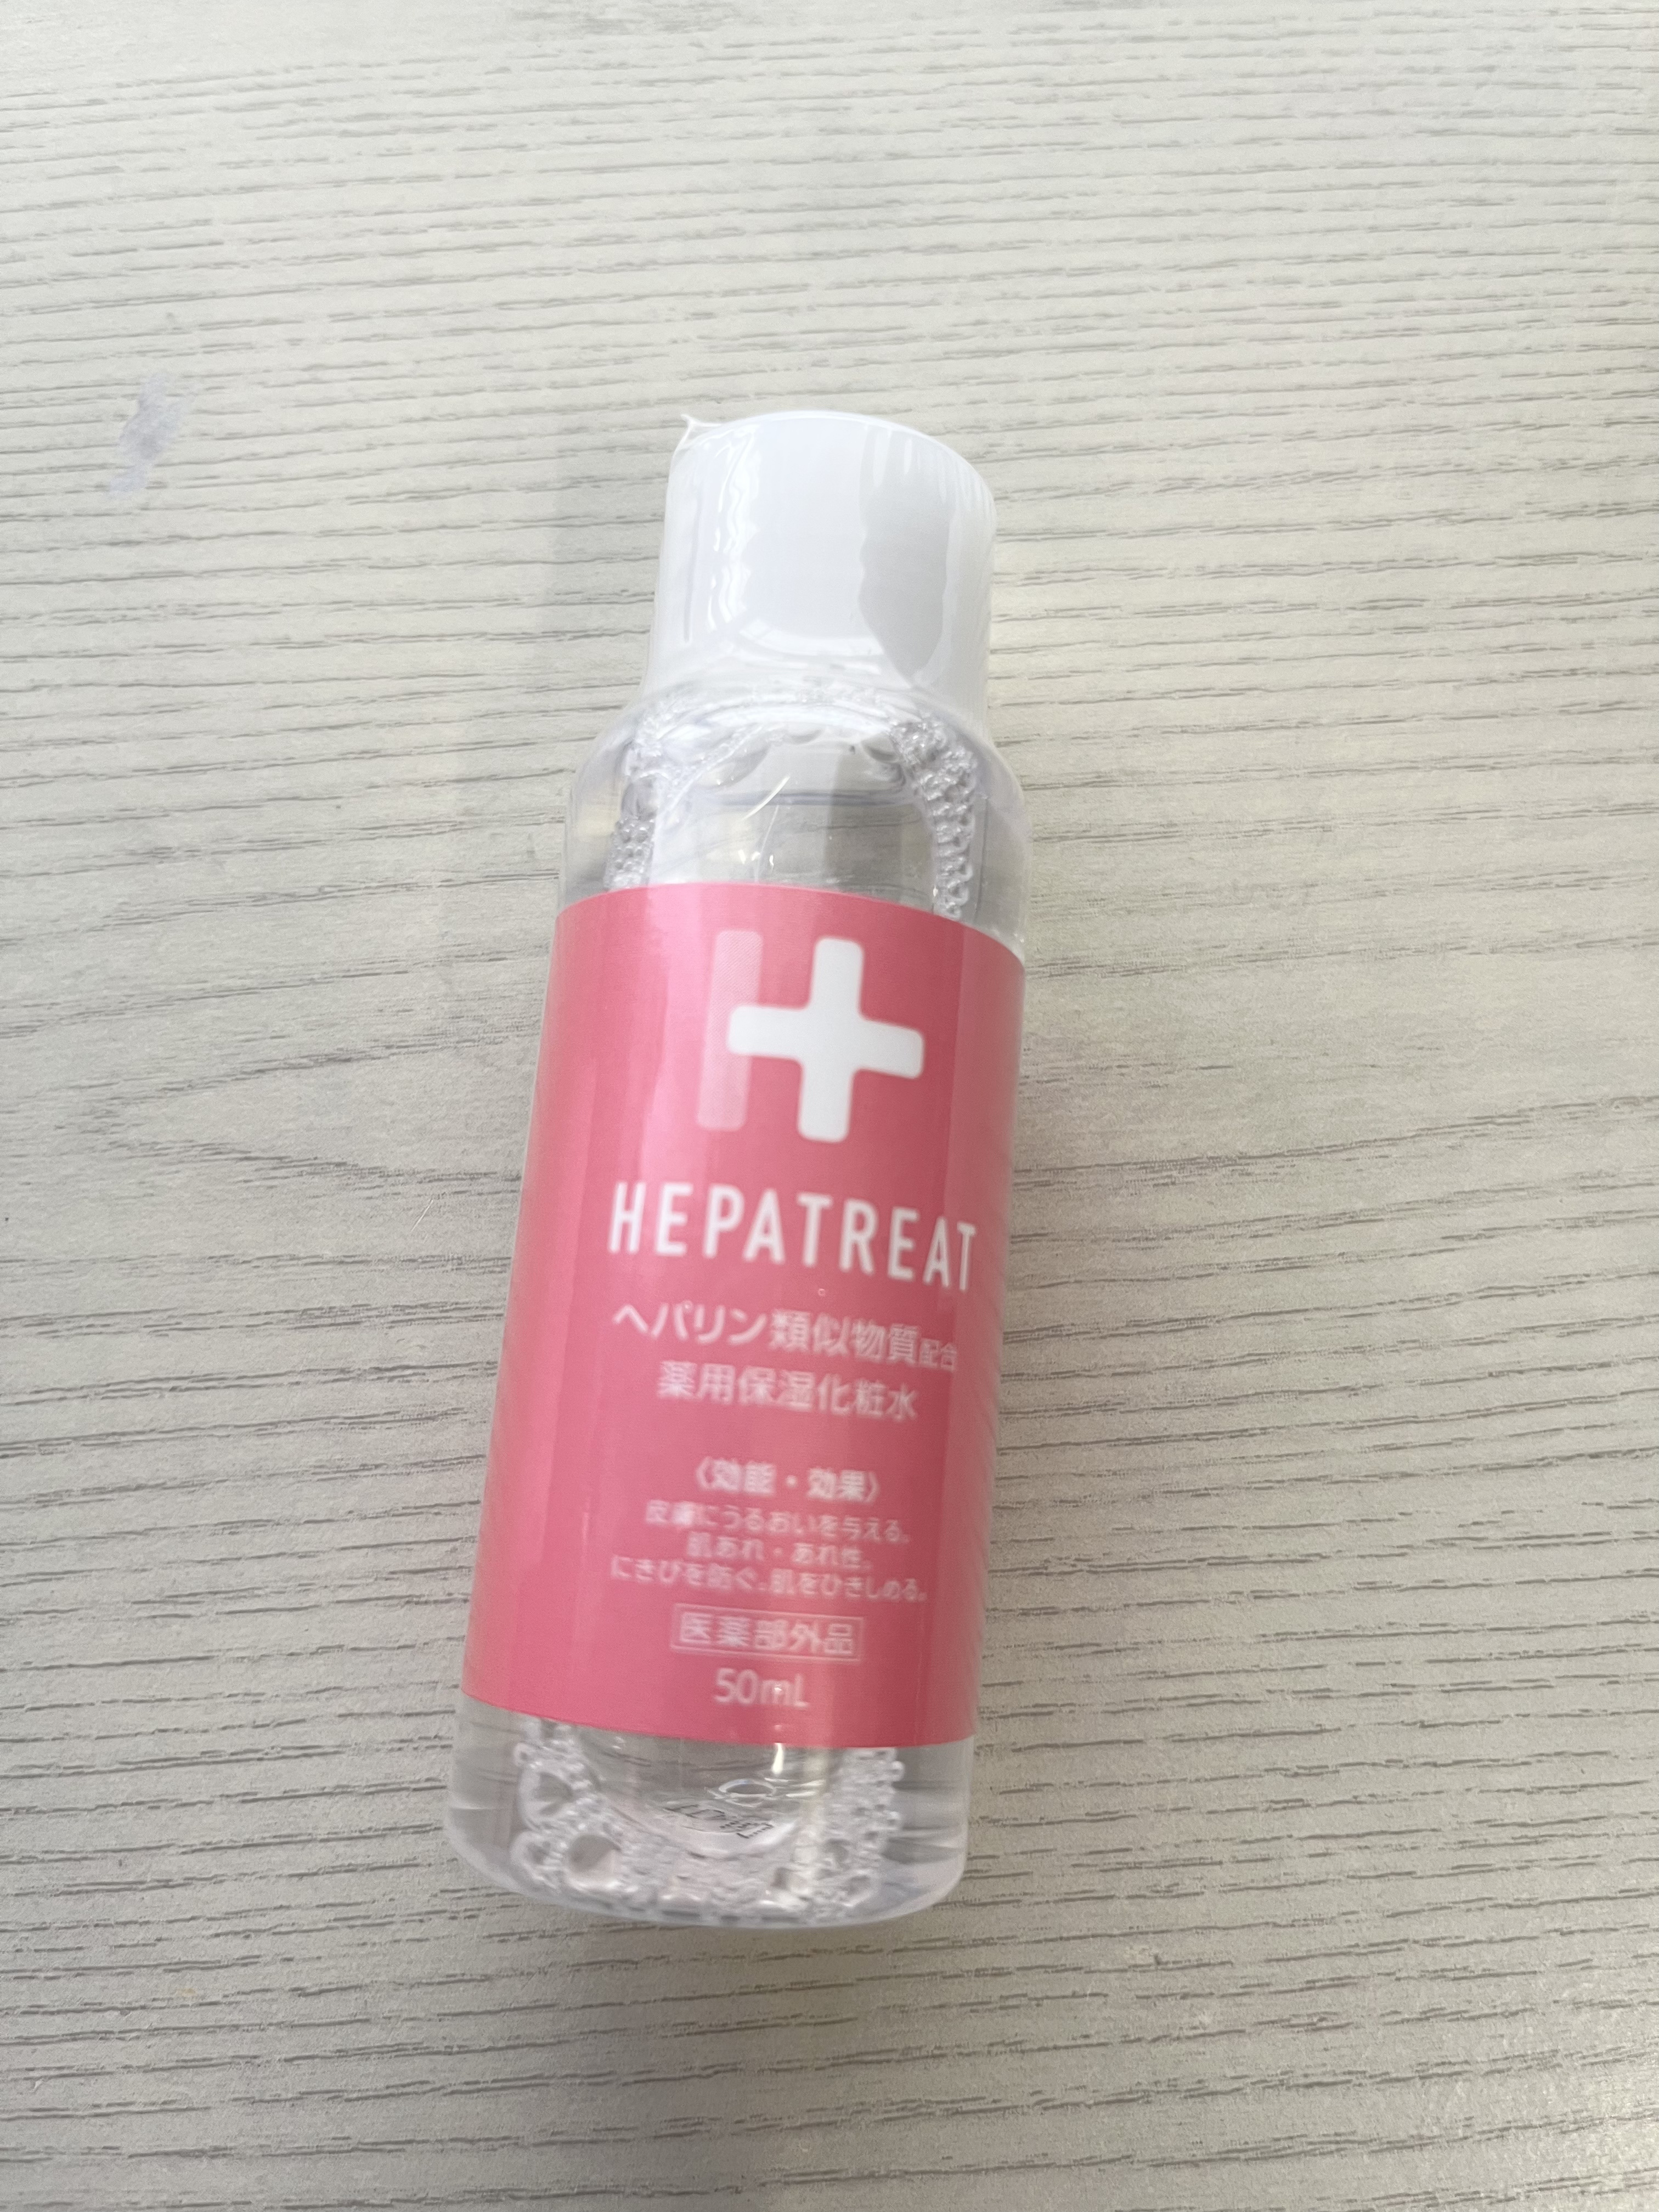 HEPATREAT
ヘパリン類似物質配合
薬用保湿化粧水
〈効能・効果〉
皮膚にうるおいを与える。
肌あれ・あれ性。
にきびを防ぐ。肌をひきしめる。
医薬部外品
50mL